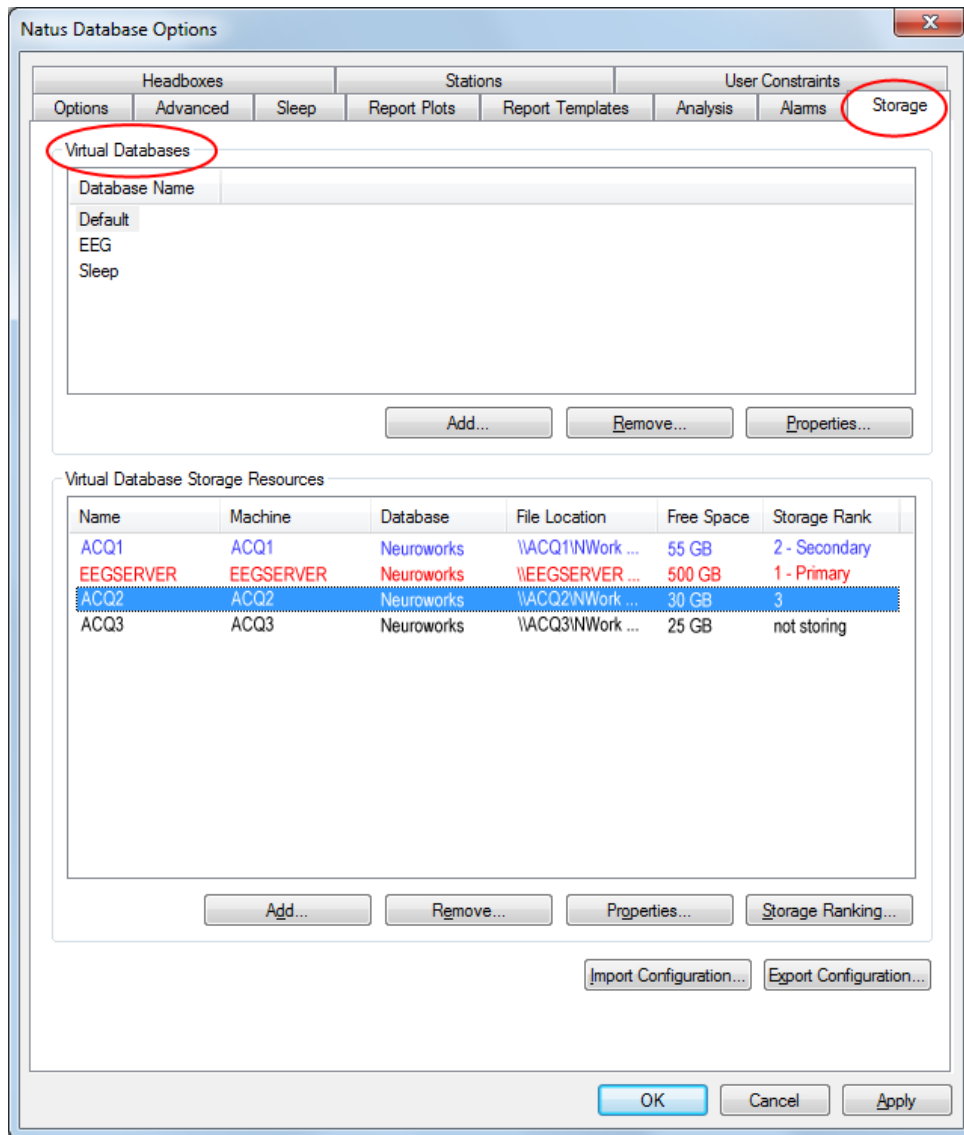 Natus Database Options
Headboxes Stations User Constraints
Options Advanced Sleep Report Plots Report Templates Analysis Alarms Storage
Virtual Databases
Database Name
Default
EEG
Sleep
Add... Remove... Properties...
Virtual Database Storage Resources
Name Machine Database File Location Free Space Storage Rank
ACQ1 ACQ1 Neuroworks \\ACQ1\NWork ... 55 GB 2 - Secondary
EEGSERVER EEGSERVER Neuroworks \\EEGSERVER ... 500 GB 1 - Primary
ACQ2 ACQ2 Neuroworks \\ACQ2\NWork ... 30 GB 3
ACQ3 ACQ3 Neuroworks \\ACQ3\NWork ... 25 GB not storing
Add... Remove... Properties... Storage Ranking...
Import Configuration... Export Configuration...
OK Cancel Apply